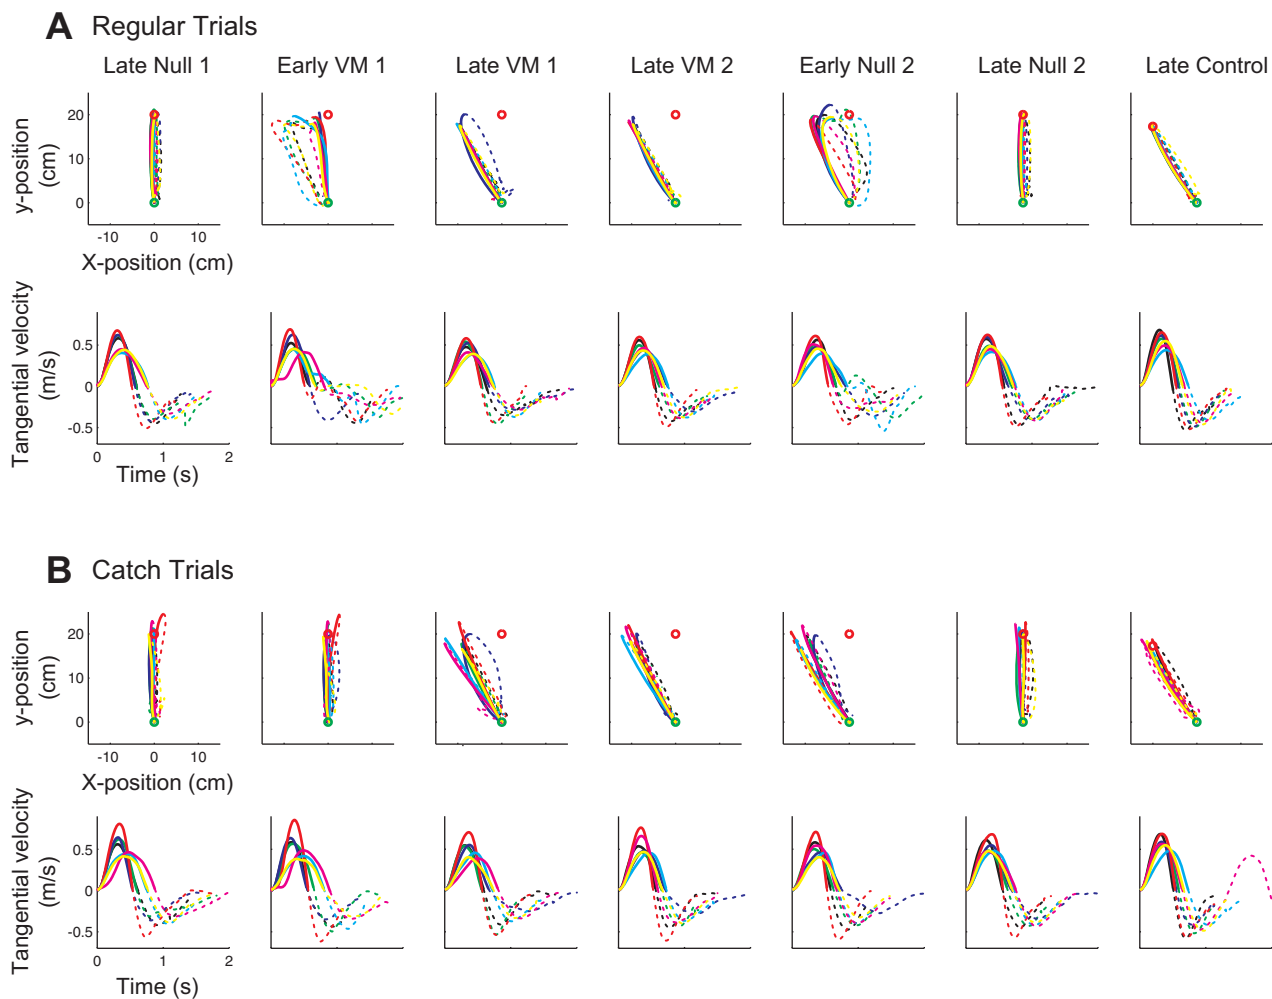 A Regular Trials
Late Null 1 Early VM 1 Late VM 1 Late VM 2 Early Null 2 Late Null 2 Late Control
y-position
(cm)
20
10
0
-10 0 10
X-position (cm)
Tangential velocity
(m/s)
0.5
0
-0.5
0 1 2
Time (s)
B Catch Trials
y-position
(cm)
20
10
0
-10 0 10
X-position (cm)
Tangential velocity
(m/s)
0.5
0
-0.5
0 1 2
Time (s)